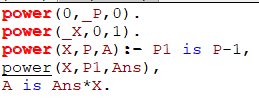 power(0,_P,0).
power(_X,0,1).
power(X,P,A):- P1 is P-1,
power(X,P1,Ans),
A is Ans*X.